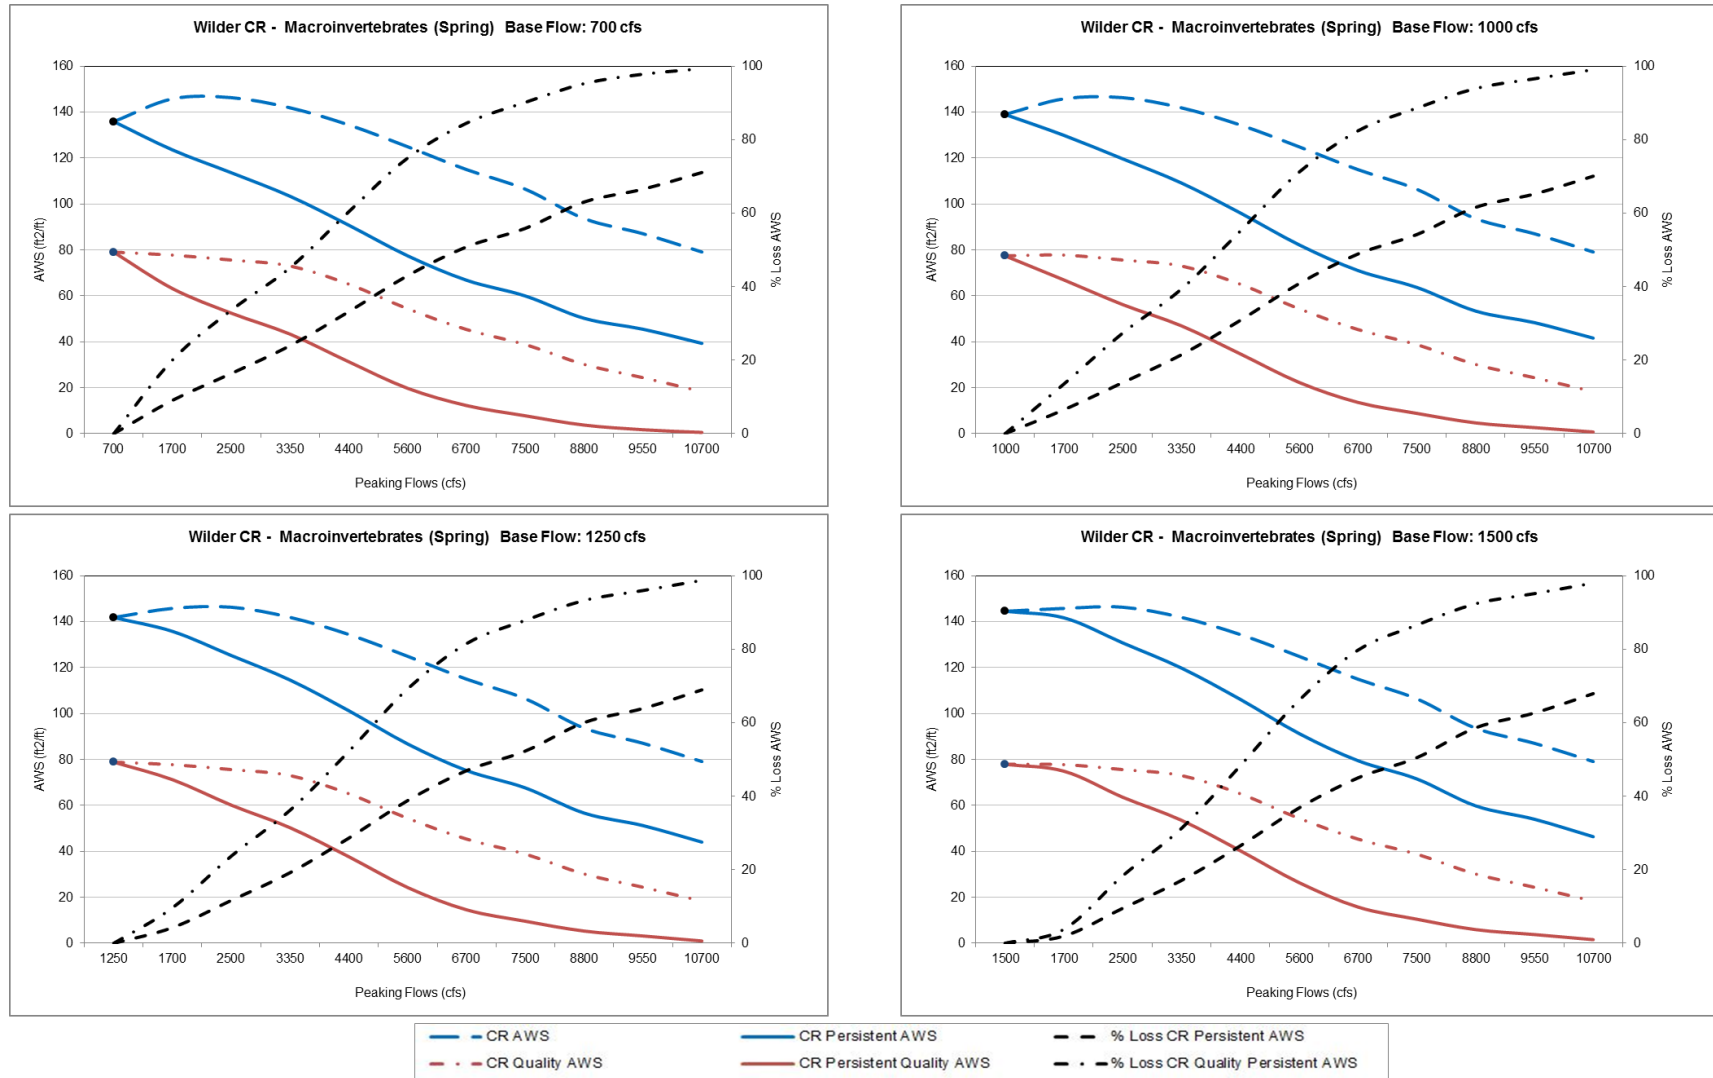 Wilder CR - Macroinvertebrates (Spring) Base Flow: 700 cfs
160
140
120
100
80
60
40
20
0
AWS (ft2/ft)
100
80
60
40
20
0
% Loss AWS
700 1700 2500 3350 4400 5600 6700 7500 8800 9550 10700
Peaking Flows (cfs)
Wilder CR - Macroinvertebrates (Spring) Base Flow: 1000 cfs
160
140
120
100
80
60
40
20
0
AWS (ft2/ft)
100
80
60
40
20
0
% Loss AWS
1000 1700 2500 3350 4400 5600 6700 7500 8800 9550 10700
Peaking Flows (cfs)
Wilder CR - Macroinvertebrates (Spring) Base Flow: 1250 cfs
160
140
120
100
80
60
40
20
0
AWS (ft2/ft)
100
80
60
40
20
0
% Loss AWS
1250 1700 2500 3350 4400 5600 6700 7500 8800 9550 10700
Peaking Flows (cfs)
Wilder CR - Macroinvertebrates (Spring) Base Flow: 1500 cfs
160
140
120
100
80
60
40
20
0
AWS (ft2/ft)
100
80
60
40
20
0
% Loss AWS
1500 1700 2500 3350 4400 5600 6700 7500 8800 9550 10700
Peaking Flows (cfs)
CR AWS CR Persistent AWS % Loss CR Persistent AWS
CR Quality AWS CR Persistent Quality AWS % Loss CR Quality Persistent AWS